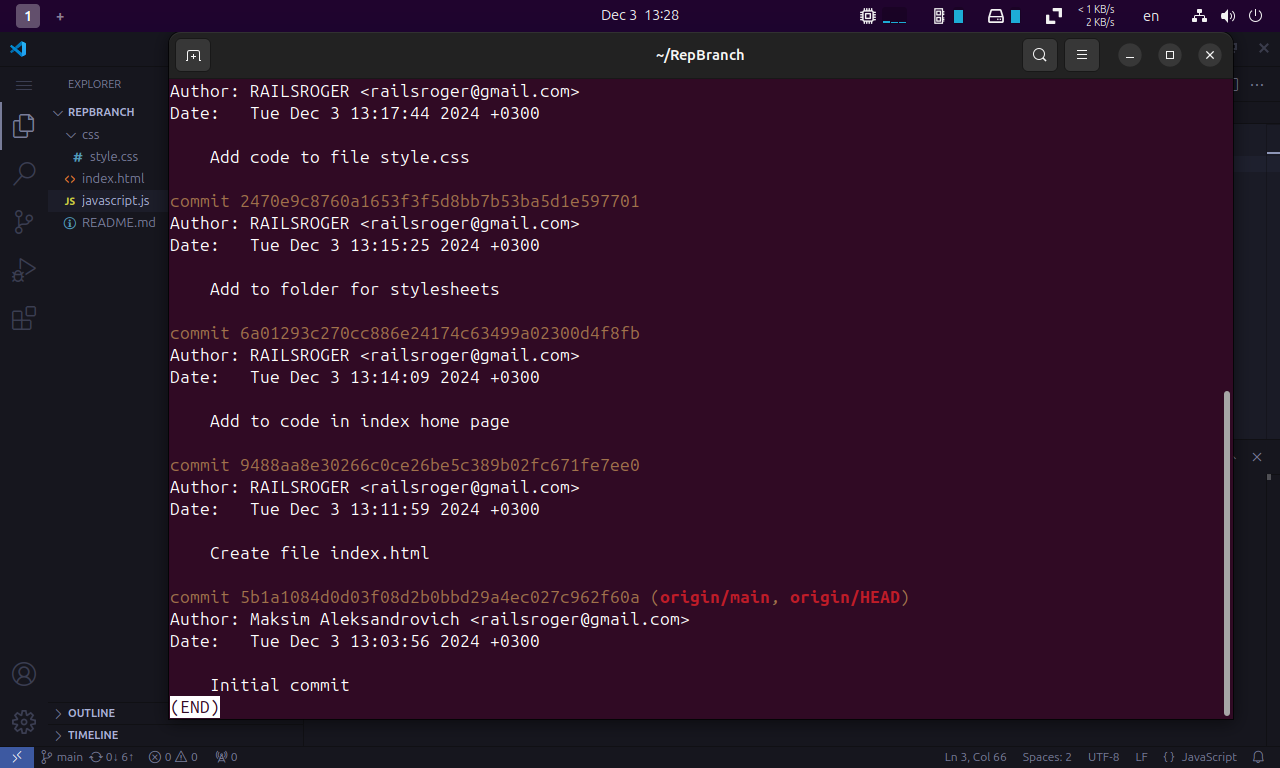 1 + Dec 3 13:28 < 1 KB/s 2 KB/s en
~/RepBranch
EXPLORER
REPBRANCH
css
# style.css
<> index.html
JS javascript.js
README.md
OUTLINE
TIMELINE
Author: RAILSROGER <railsroger@gmail.com>
Date:   Tue Dec 3 13:17:44 2024 +0300
Add code to file style.css
commit 2470e9c8760a1653f3f5d8bb7b53ba5d1e597701
Author: RAILSROGER <railsroger@gmail.com>
Date:   Tue Dec 3 13:15:25 2024 +0300
Add to folder for stylesheets
commit 6a01293c270cc886e24174c63499a02300d4f8fb
Author: RAILSROGER <railsroger@gmail.com>
Date:   Tue Dec 3 13:14:09 2024 +0300
Add to code in index home page
commit 9488aa8e30266c0ce26be5c389b02fc671fe7ee0
Author: RAILSROGER <railsroger@gmail.com>
Date:   Tue Dec 3 13:11:59 2024 +0300
Create file index.html
commit 5b1a1084d0d03f08d2b0bbd29a4ec027c962f60a (origin/main, origin/HEAD)
Author: Maksim Aleksandrovich <railsroger@gmail.com>
Date:   Tue Dec 3 13:03:56 2024 +0300
Initial commit
(END)
main 0↓ 6↑ 0 0 0 Ln 3, Col 66 Spaces: 2 UTF-8 LF {} JavaScript